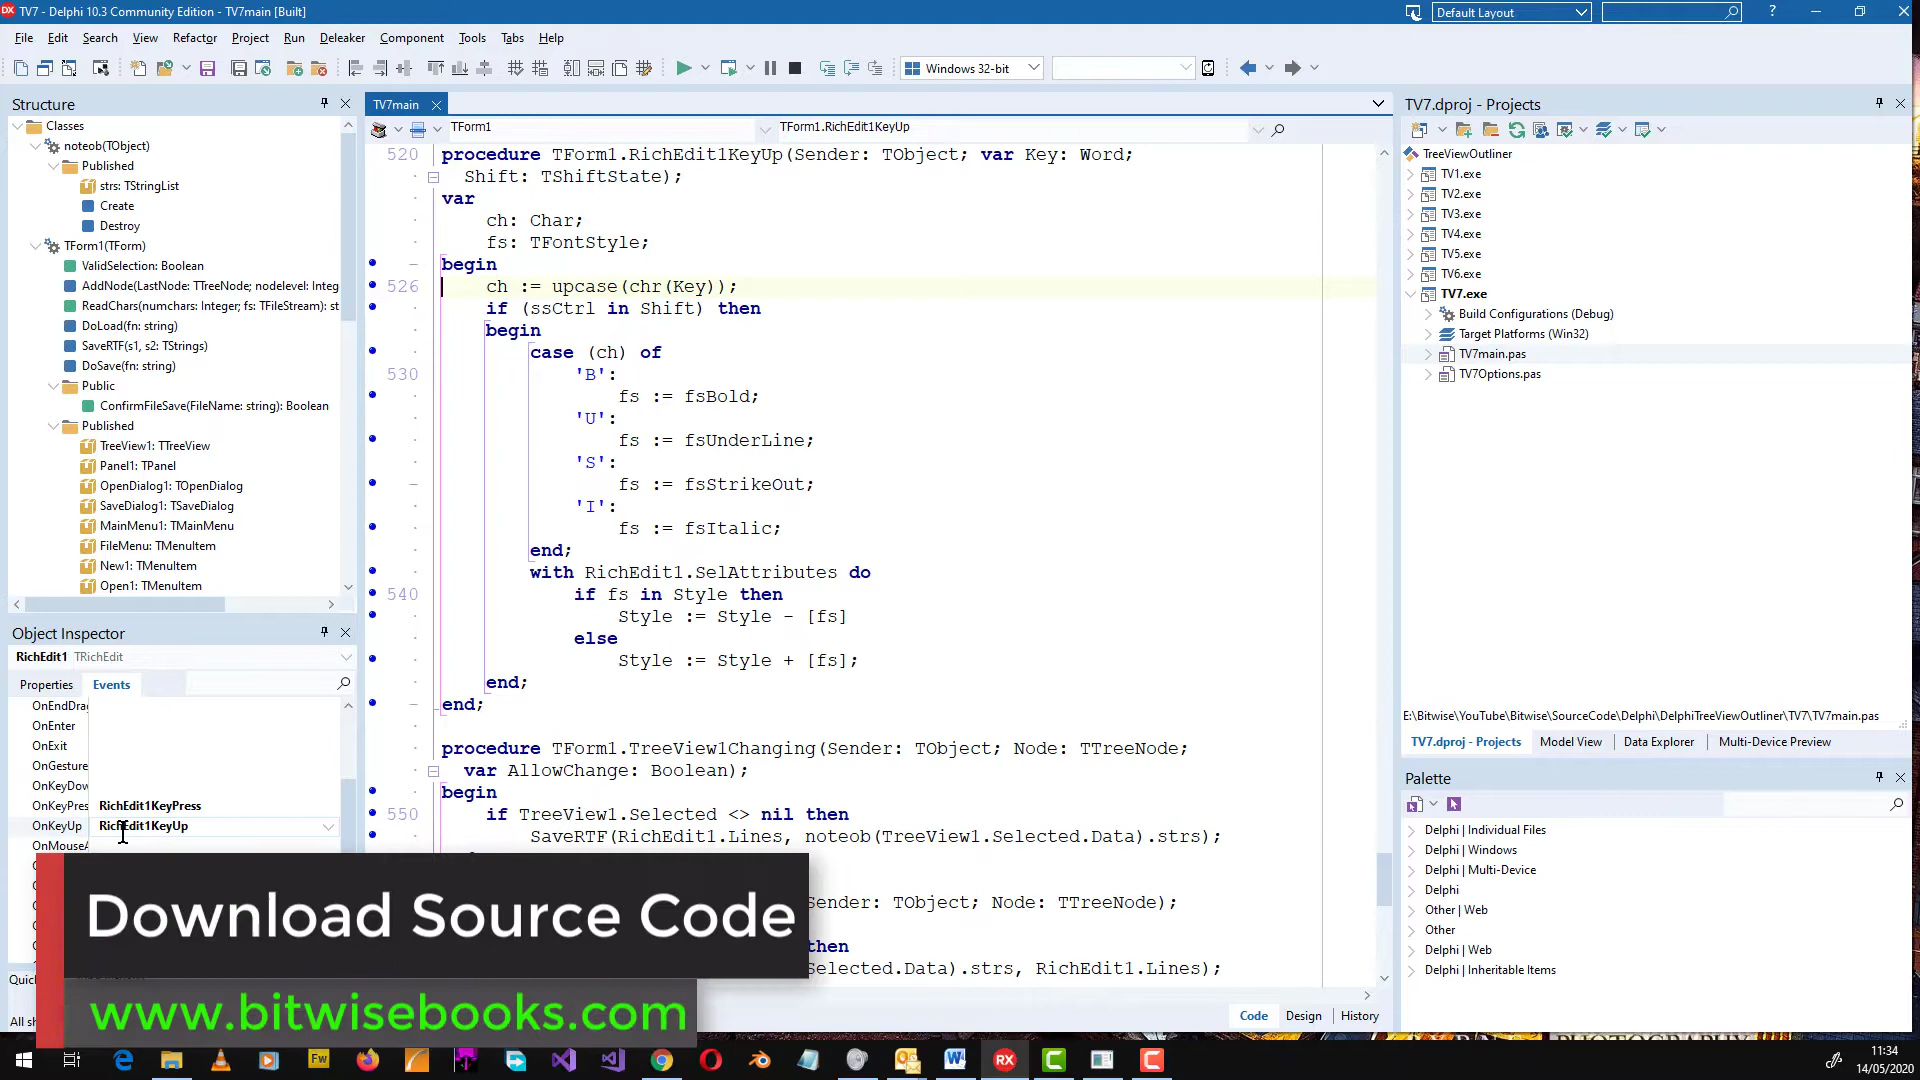 TV7 - Delphi 10.3 Community Edition - TV7main [Built]
Default Layout
File Edit Search View Refactor Project Run Deleaker Component Tools Tabs Help
Windows 32-bit
Structure
Classes
noteob(TObject)
Published
strs: TStringList
Create
Destroy
TForm1(TForm)
ValidSelection: Boolean
AddNode(LastNode: TTreeNode; nodelevel: Integ
ReadChars(numchars: Integer; fs: TFileStream): st
DoLoad(fn: string)
SaveRTF(s1, s2: TStrings)
DoSave(fn: string)
Public
ConfirmFileSave(FileName: string): Boolean
Published
TreeView1: TTreeView
Panel1: TPanel
OpenDialog1: TOpenDialog
SaveDialog1: TSaveDialog
MainMenu1: TMainMenu
FileMenu: TMenuItem
New1: TMenuItem
Open1: TMenuItem
Object Inspector
RichEdit1 TRichEdit
Properties Events
OnEndDrag
OnEnter
OnExit
OnGesture
OnKeyDow
OnKeyPres RichEdit1KeyPress
OnKeyUp RichEdit1KeyUp
OnMouseA
Quic
All sh
TV7main
TForm1 TForm1.RichEdit1KeyUp
520 procedure TForm1.RichEdit1KeyUp(Sender: TObject; var Key: Word;
Shift: TShiftState);
var
ch: Char;
fs: TFontStyle;
begin
526 ch := upcase(chr(Key));
if (ssCtrl in Shift) then
begin
case (ch) of
530 'B':
fs := fsBold;
'U':
fs := fsUnderLine;
'S':
fs := fsStrikeOut;
'I':
fs := fsItalic;
end;
with RichEdit1.SelAttributes do
540 if fs in Style then
Style := Style - [fs]
else
Style := Style + [fs];
end;
end;
procedure TForm1.TreeView1Changing(Sender: TObject; Node: TTreeNode;
var AllowChange: Boolean);
begin
550 if TreeView1.Selected <> nil then
SaveRTF(RichEdit1.Lines, noteob(TreeView1.Selected.Data).strs);
Sender: TObject; Node: TTreeNode);
then
Selected.Data).strs, RichEdit1.Lines);
Code Design History
TV7.dproj - Projects
TreeViewOutliner
TV1.exe
TV2.exe
TV3.exe
TV4.exe
TV5.exe
TV6.exe
TV7.exe
Build Configurations (Debug)
Target Platforms (Win32)
TV7main.pas
TV7Options.pas
E:\Bitwise\YouTube\Bitwise\SourceCode\Delphi\DelphiTreeViewOutliner\TV7\TV7main.pas
TV7.dproj - Projects Model View Data Explorer Multi-Device Preview
Palette
Delphi | Individual Files
Delphi | Windows
Delphi | Multi-Device
Delphi
Other | Web
Other
Delphi | Web
Delphi | Inheritable Items
Download Source Code
www.bitwisebooks.com
Fw
RX
11:34
14/05/2020